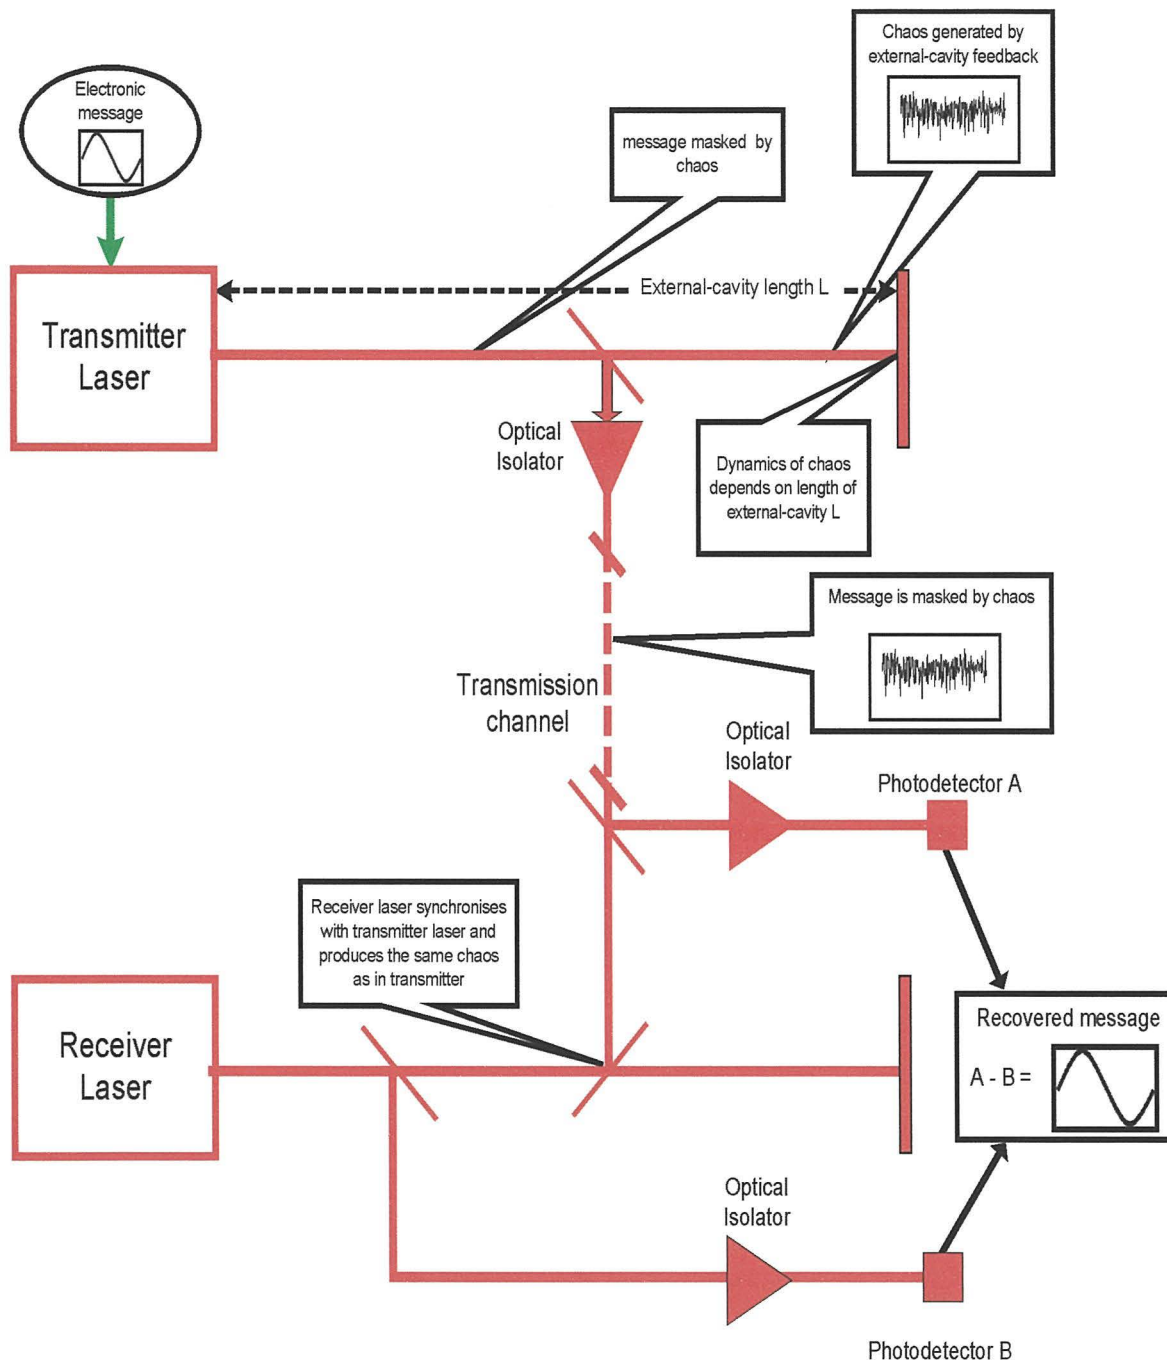 Chaos generated by
external-cavity feedback
Electronic
message
message masked by
chaos
External-cavity length L
Transmitter
Laser
Optical
Isolator
Dynamics of chaos
depends on length of
external-cavity L
Message is masked by chaos
Transmission
channel
Optical
Isolator
Photodetector A
Receiver laser synchronises
with transmitter laser and
produces the same chaos
as in transmitter
Receiver
Laser
Recovered message
A - B =
Optical
Isolator
Photodetector B